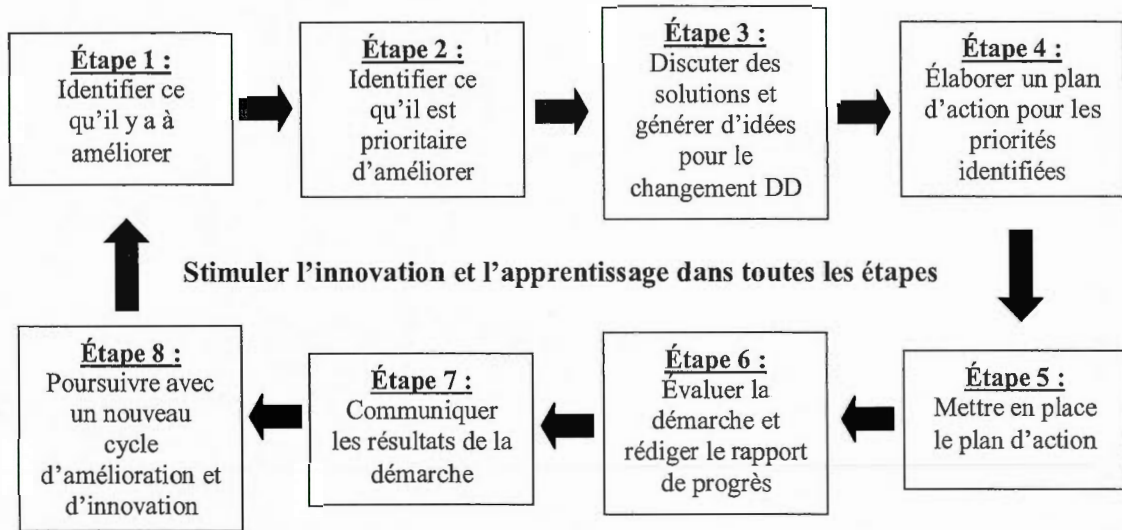 Étape 1 :
Identifier ce
qu'il y a à
améliorer
Étape 2 :
Identifier ce
qu'il est
prioritaire
d'améliorer
Étape 3 :
Discuter des
solutions et
générer d'idées
pour le
changement DD
Étape 4 :
Élaborer un plan
d'action pour les
priorités
identifiées
Stimuler l'innovation et l'apprentissage dans toutes les étapes
Étape 5 :
Mettre en place
le plan d'action
Étape 6 :
Évaluer la
démarche et
rédiger le rapport
de progrès
Étape 7 :
Communiquer
les résultats de la
démarche
Étape 8 :
Poursuivre avec
un nouveau
cycle
d'amélioration et
d'innovation